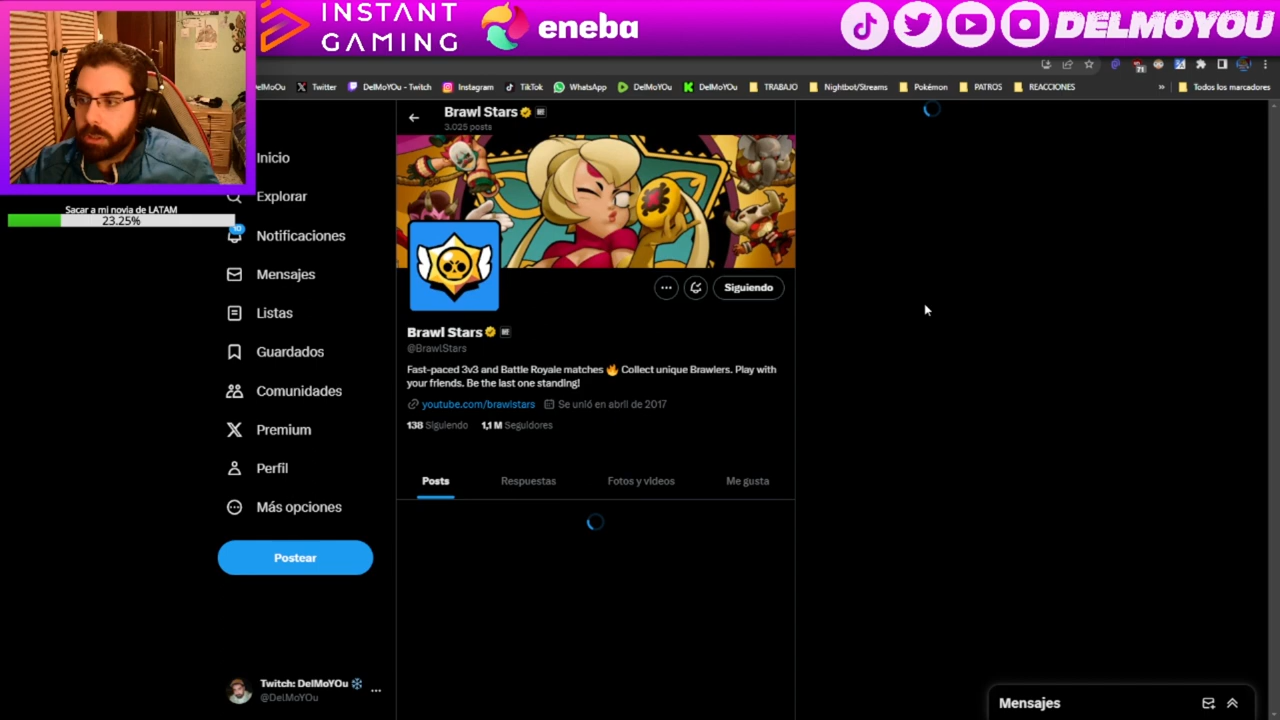 INSTANT GAMING
eneba
DELMOYOU
71
Twitter
DelMoYOu - Twitch
Instagram
TikTok
WhatsApp
DelMoYOu
DelMoYOu
TRABAJO
Nightbot/Streams
Pokémon
PATROS
REACCIONES
»
Todos los marcadores
Sacar a mi novia de LATAM
23.25%
Inicio
Explorar
10
Notificaciones
Mensajes
Listas
Guardados
Comunidades
Premium
Perfil
Más opciones
Postear
Twitch: DelMoYOu
@DelMoYOu
Brawl Stars
3.025 posts
Siguiendo
Brawl Stars
@BrawlStars
Fast-paced 3v3 and Battle Royale matches 🔥 Collect unique Brawlers. Play with
your friends. Be the last one standing!
youtube.com/brawlstars Se unió en abril de 2017
138 Siguiendo 1,1 M Seguidores
Posts Respuestas Fotos y videos Me gusta
Mensajes